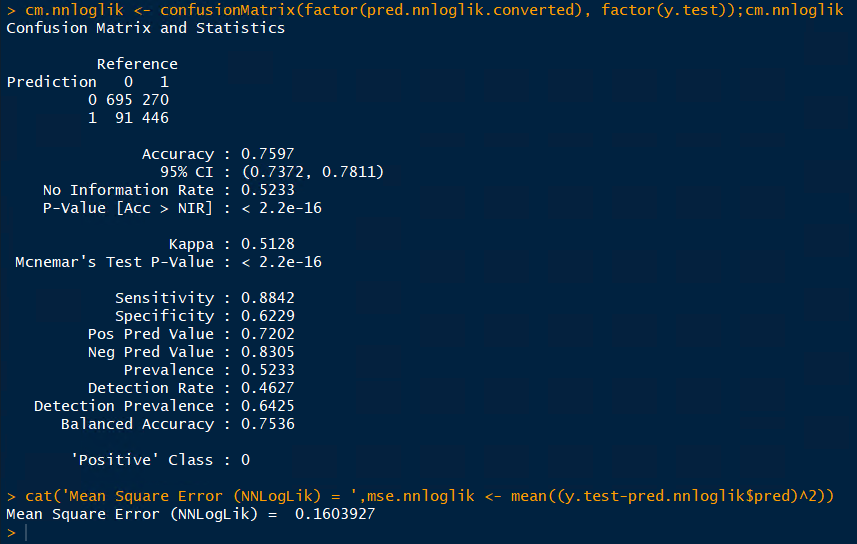 > cm.nnloglik <- confusionMatrix(factor(pred.nnloglik.converted), factor(y.test));cm.nnloglik
Confusion Matrix and Statistics
Reference
Prediction 0 1
0 695 270
1 91 446
Accuracy : 0.7597
95% CI : (0.7372, 0.7811)
No Information Rate : 0.5233
P-Value [Acc > NIR] : < 2.2e-16
Kappa : 0.5128
Mcnemar's Test P-Value : < 2.2e-16
Sensitivity : 0.8842
Specificity : 0.6229
Pos Pred Value : 0.7202
Neg Pred Value : 0.8305
Prevalence : 0.5233
Detection Rate : 0.4627
Detection Prevalence : 0.6425
Balanced Accuracy : 0.7536
'Positive' Class : 0
> cat('Mean Square Error (NNLogLik) = ',mse.nnloglik <- mean((y.test-pred.nnloglik$pred)^2))
Mean Square Error (NNLogLik) =  0.1603927
>